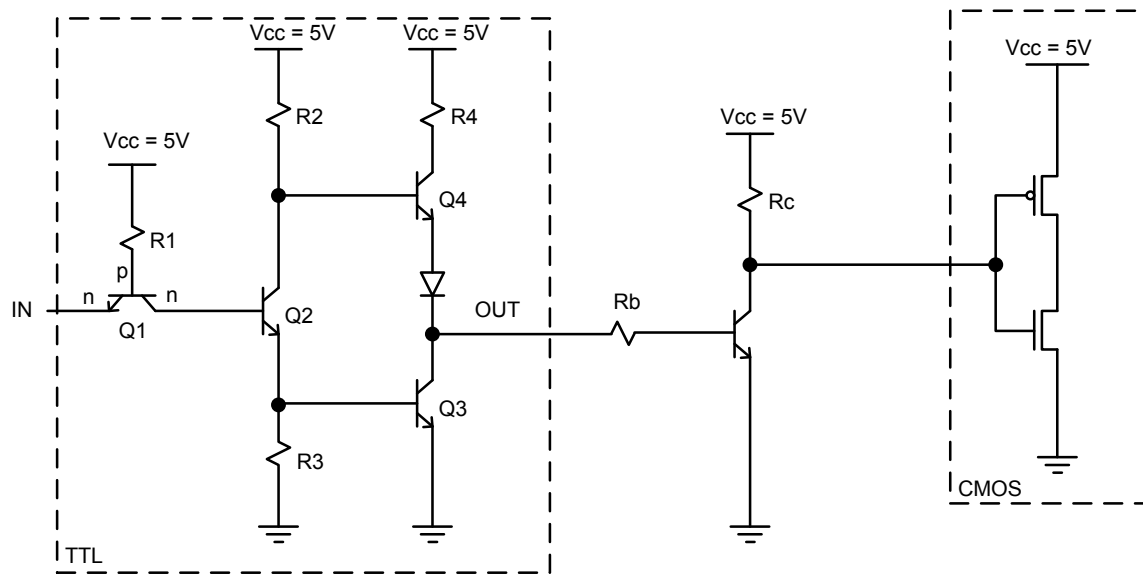 Vcc = 5V
Vcc = 5V
Vcc = 5V
R2
R4
Vcc = 5V
Vcc = 5V
Q4
Rc
R1
p
n
n
IN
Q1
Q2
OUT
Rb
Q3
R3
CMOS
TTL